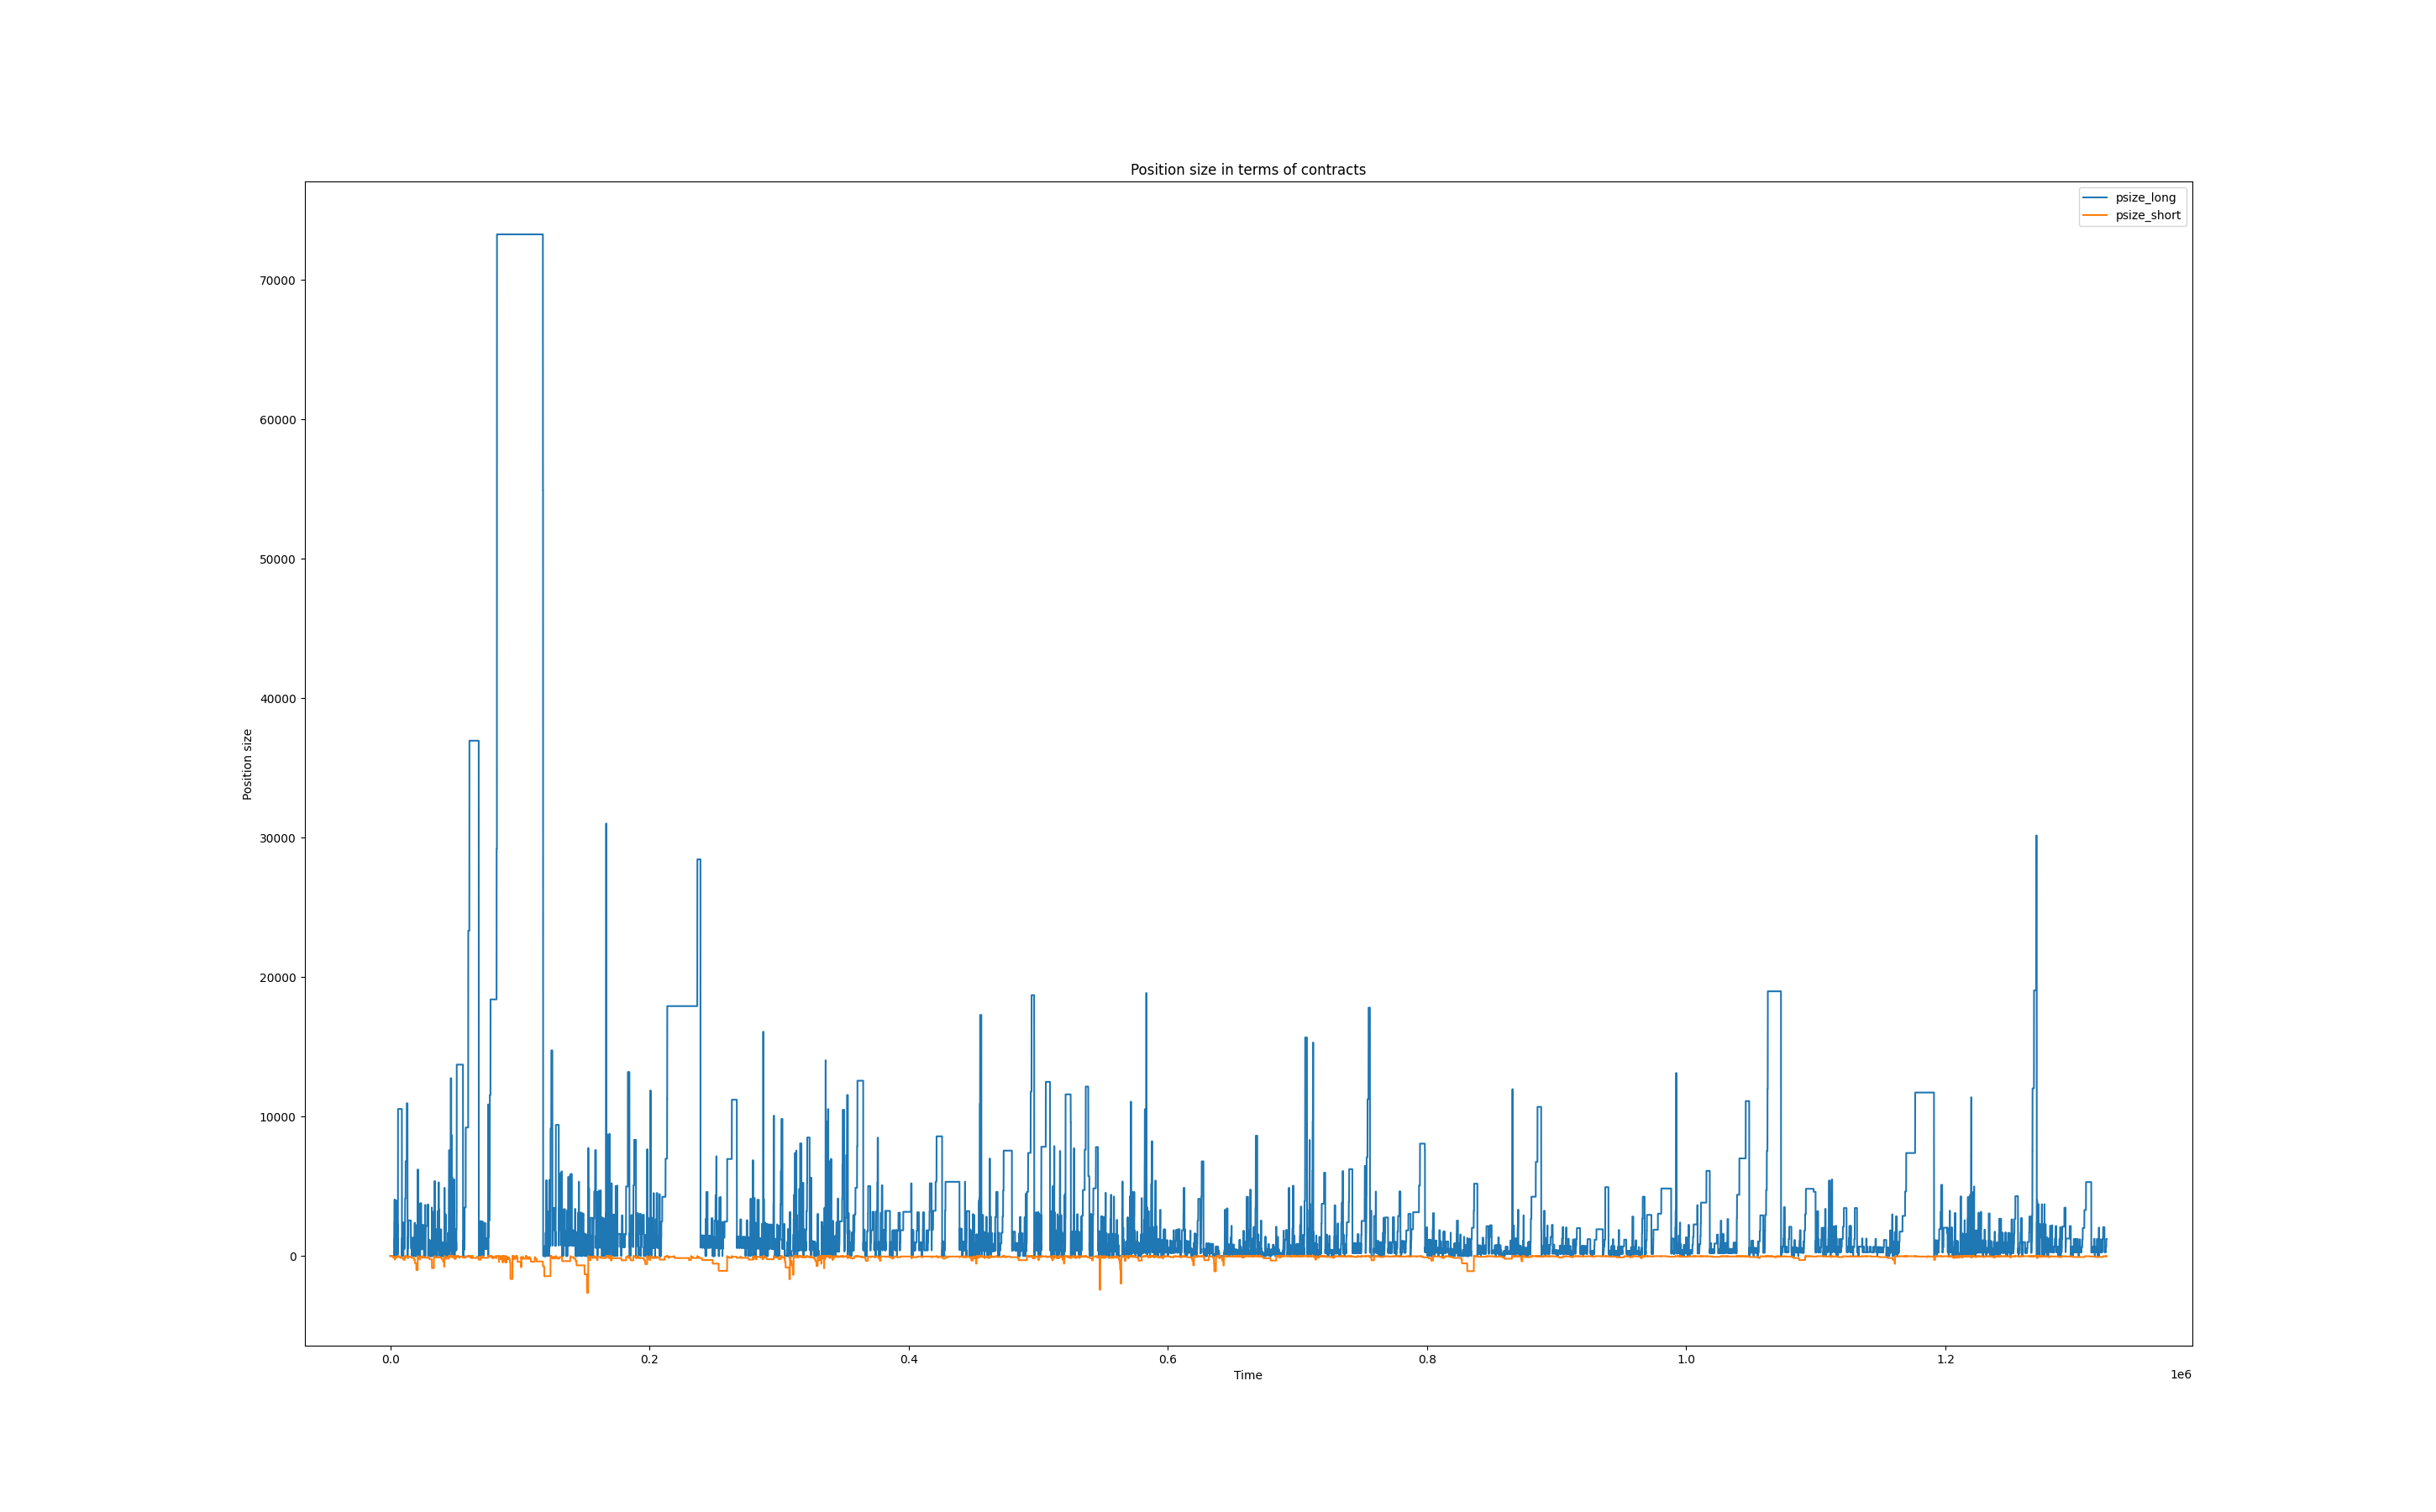 Position size in terms of contracts
psize_long
psize_short
Position size
70000
60000
50000
40000
30000
20000
10000
0
0.0 0.2 0.4 0.6 0.8 1.0 1.2
Time
1e6